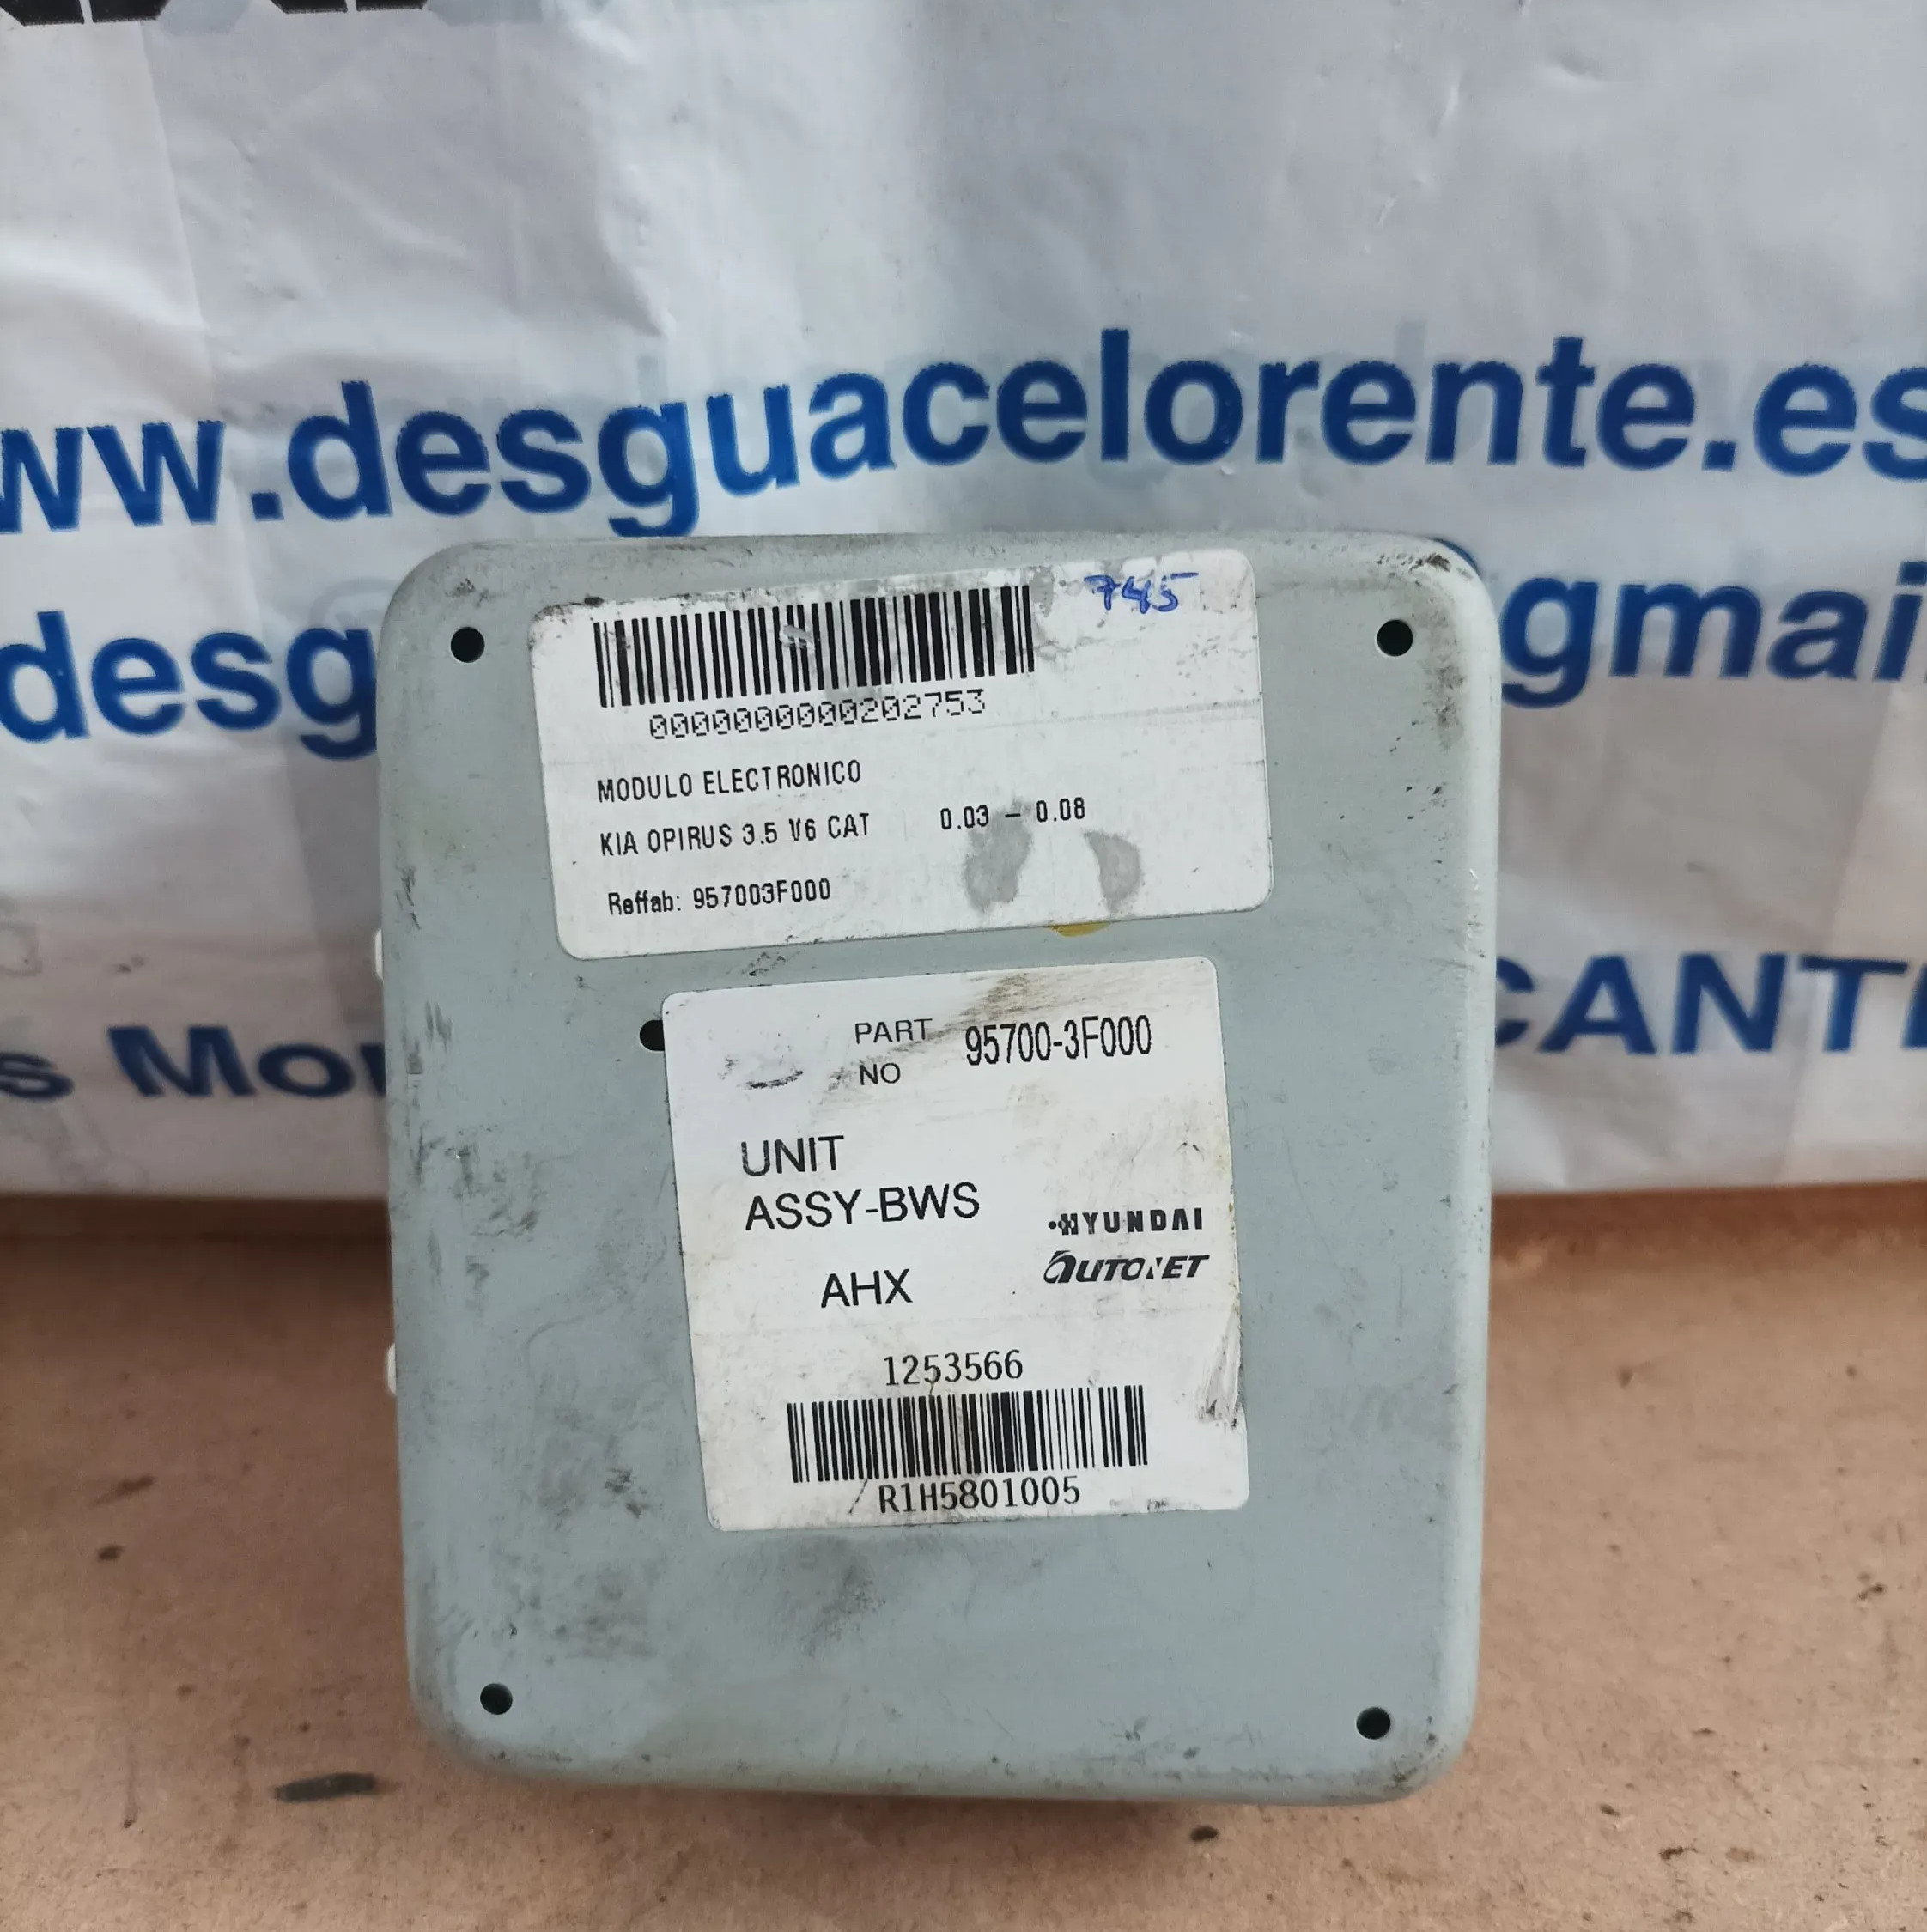 ww.desguacelorente.es
desg
gmai
s Mo
CANT
745
0000000000202753
MODULO ELECTRONICO
KIA OPIRUS 3.5 V6 CAT 0.03 - 0.08
Reffab: 957003F000
PART NO 95700-3F000
UNIT
ASSY-BWS
HYUNDAI
AUTONET
AHX
1253566
R1H5801005